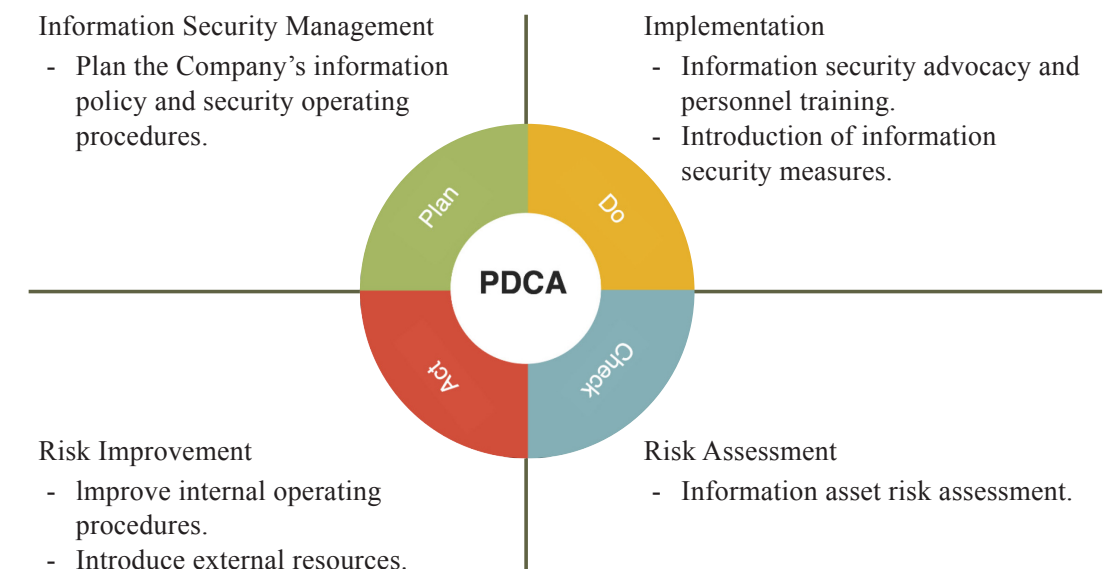 Information Security Management
- Plan the Company’s information
policy and security operating
procedures.
Implementation
- Information security advocacy and
personnel training.
- Introduction of information
security measures.
Plan
Do
PDCA
Act
Check
Risk Improvement
- lmprove internal operating
procedures.
- Introduce external resources.
Risk Assessment
- Information asset risk assessment.